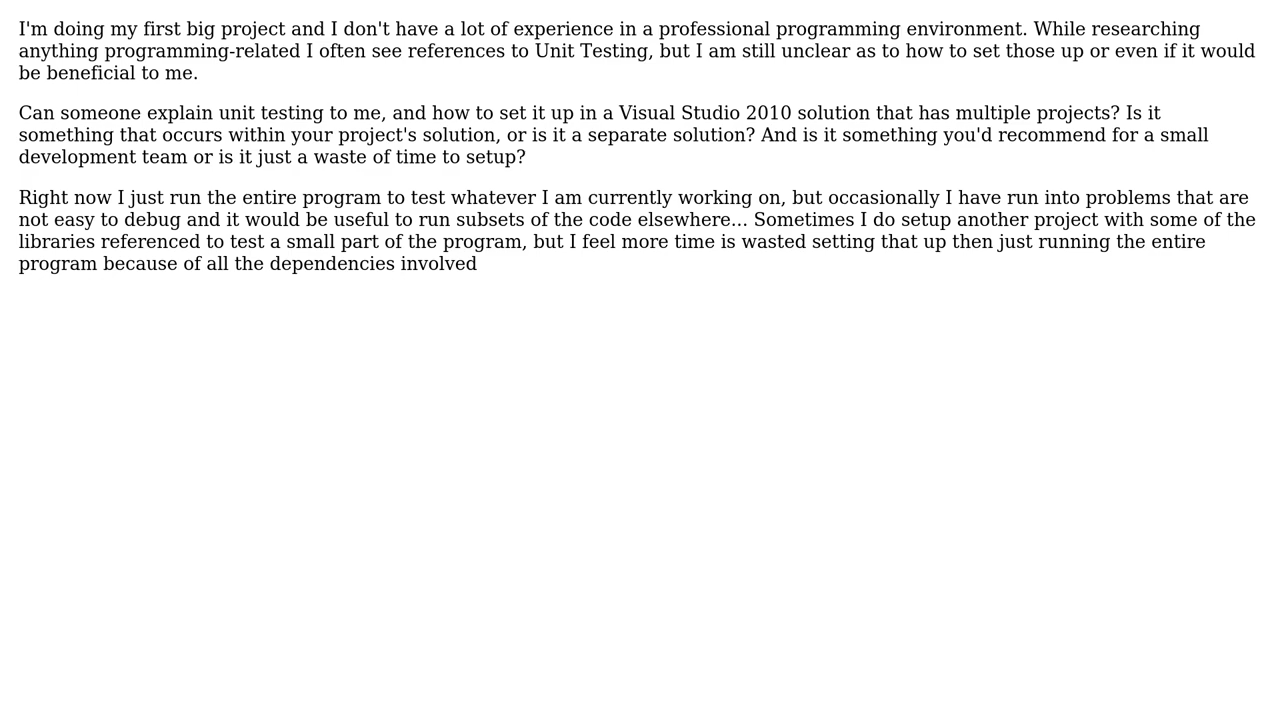 I'm doing my first big project and I don't have a lot of experience in a professional programming environment. While researching
anything programming-related I often see references to Unit Testing, but I am still unclear as to how to set those up or even if it would
be beneficial to me.
Can someone explain unit testing to me, and how to set it up in a Visual Studio 2010 solution that has multiple projects? Is it
something that occurs within your project's solution, or is it a separate solution? And is it something you'd recommend for a small
development team or is it just a waste of time to setup?
Right now I just run the entire program to test whatever I am currently working on, but occasionally I have run into problems that are
not easy to debug and it would be useful to run subsets of the code elsewhere... Sometimes I do setup another project with some of the
libraries referenced to test a small part of the program, but I feel more time is wasted setting that up then just running the entire
program because of all the dependencies involved